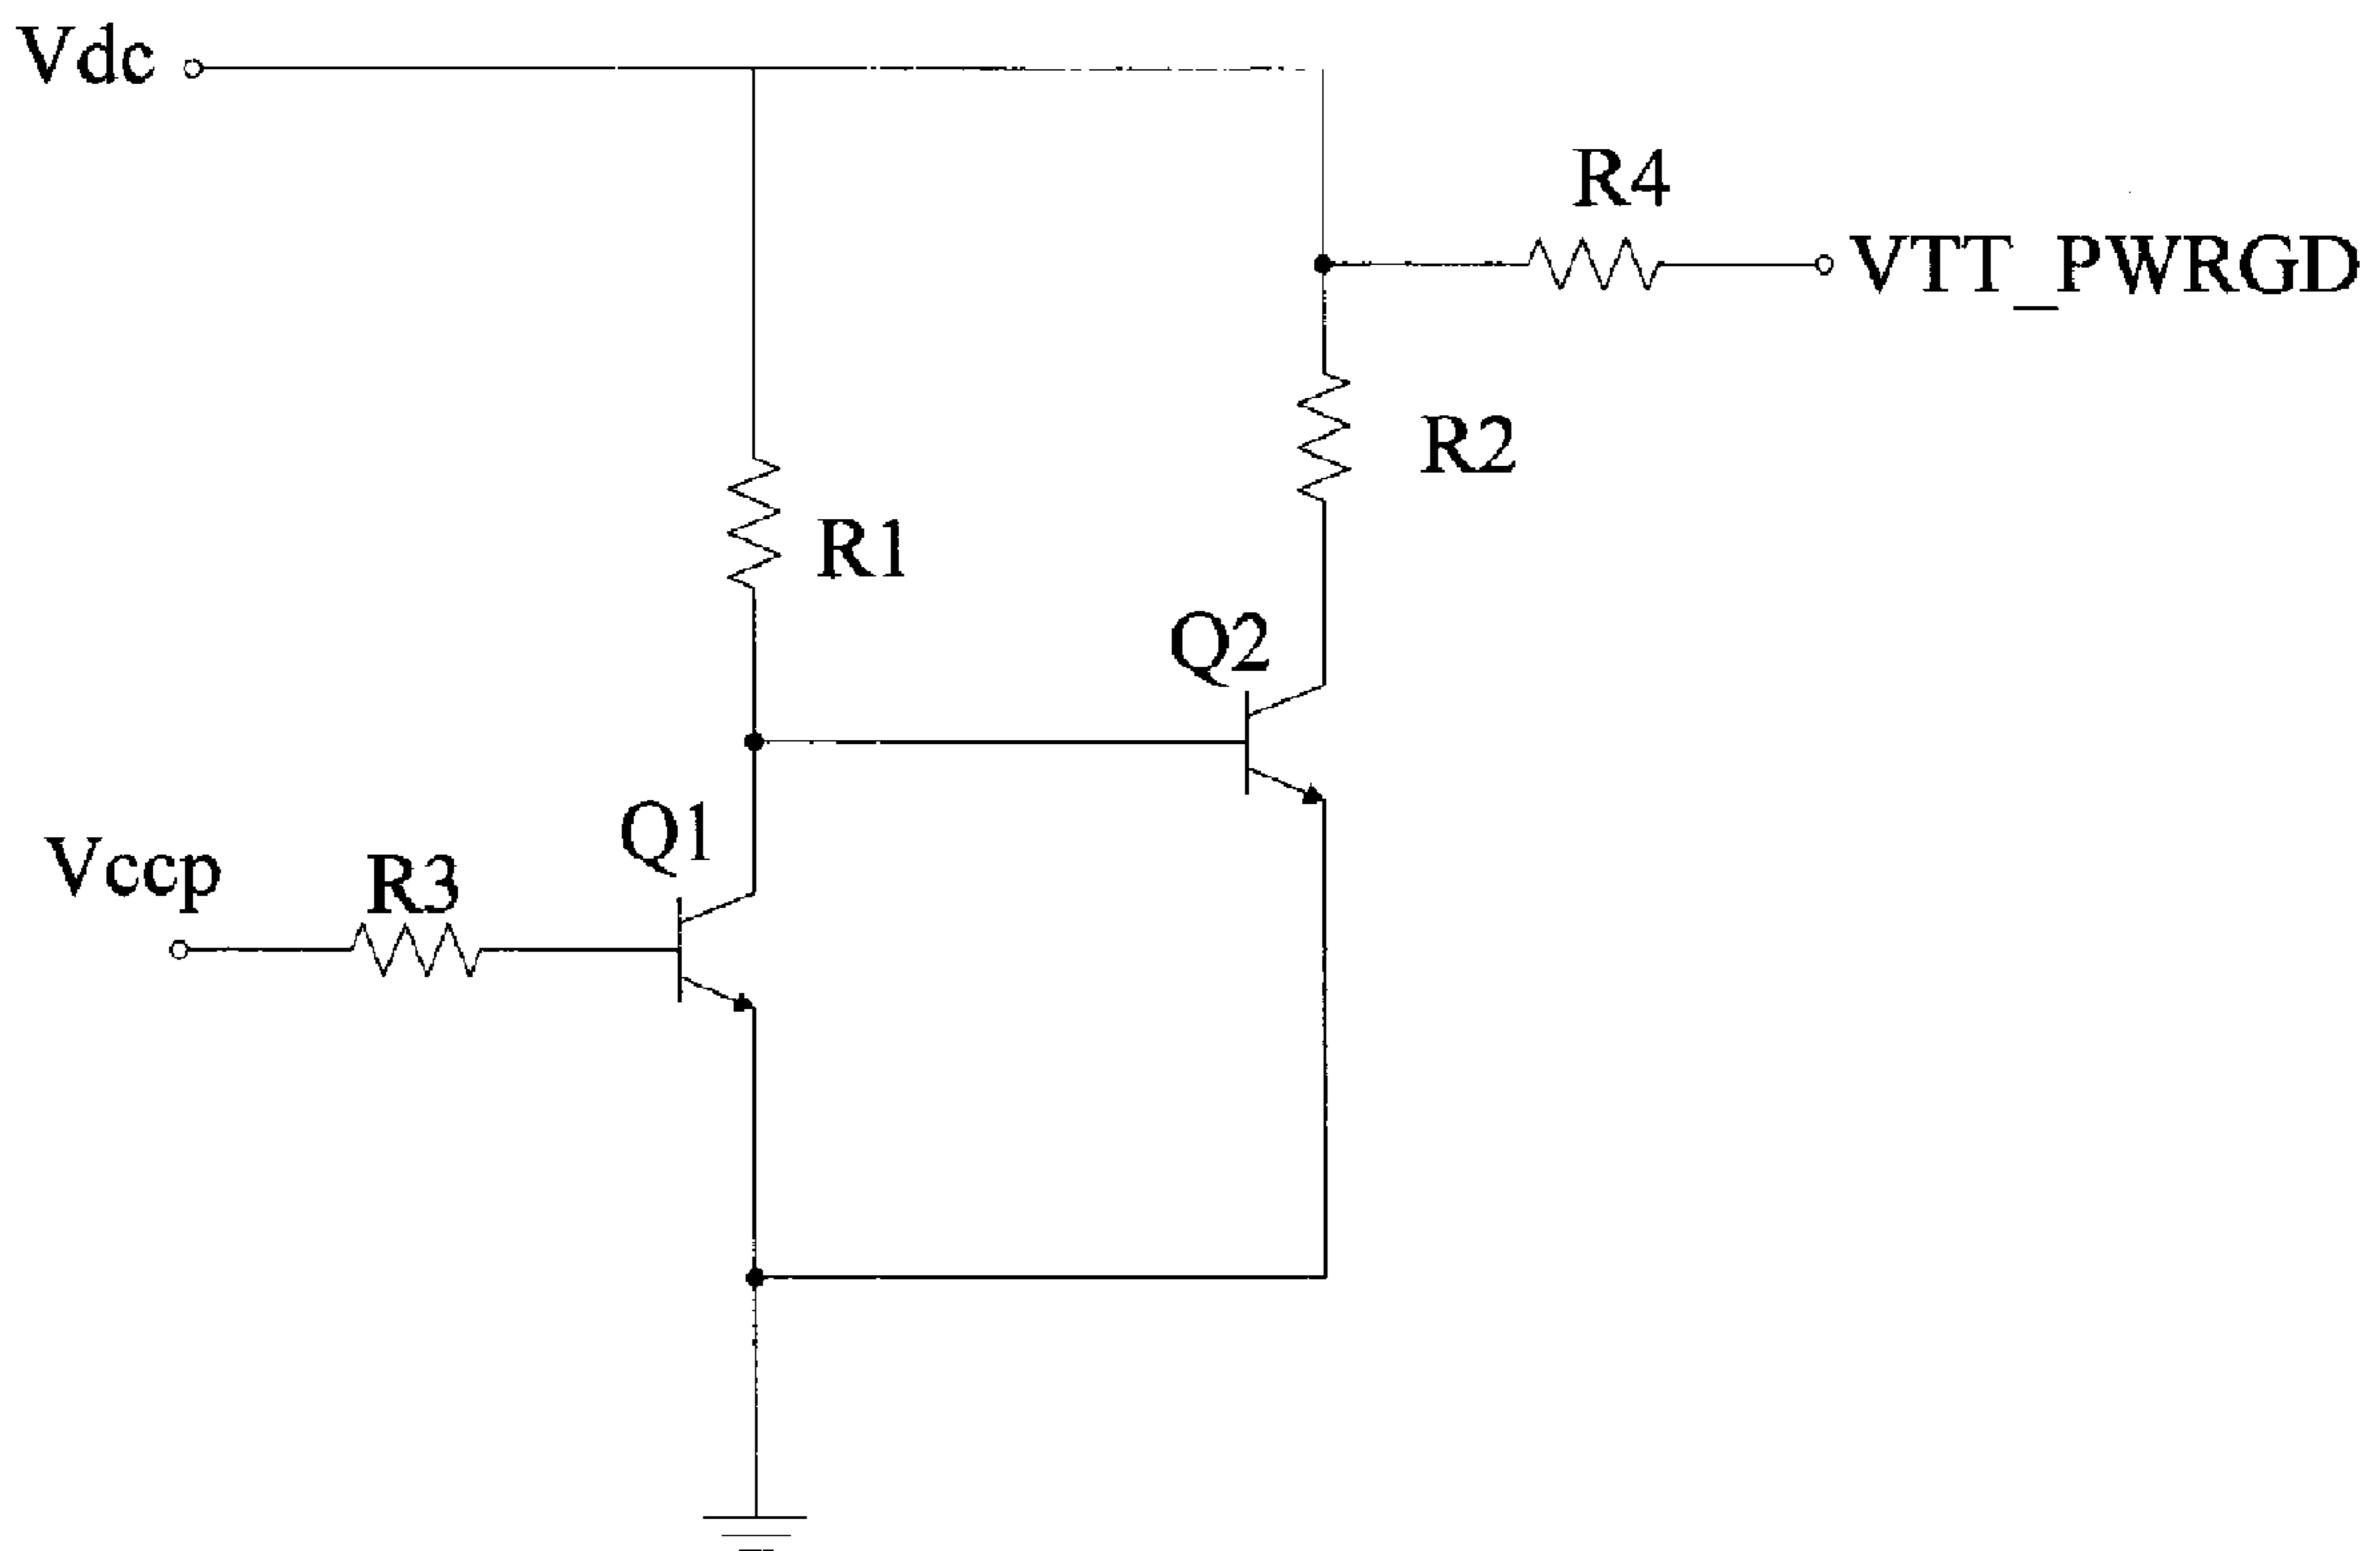 Vdc
R4
VTT_PWRGD
R2
R1
Q2
Q1
Vccp
R3